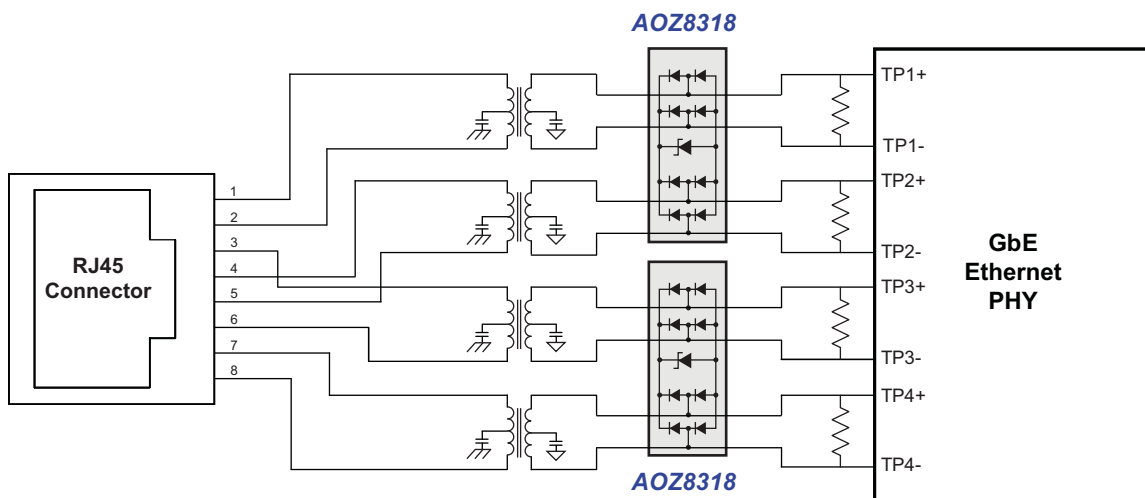 AOZ8318
TP1+
TP1-
TP2+
TP2-
TP3+
TP3-
TP4+
TP4-
GbE
Ethernet
PHY
RJ45
Connector
1
2
3
4
5
6
7
8
AOZ8318